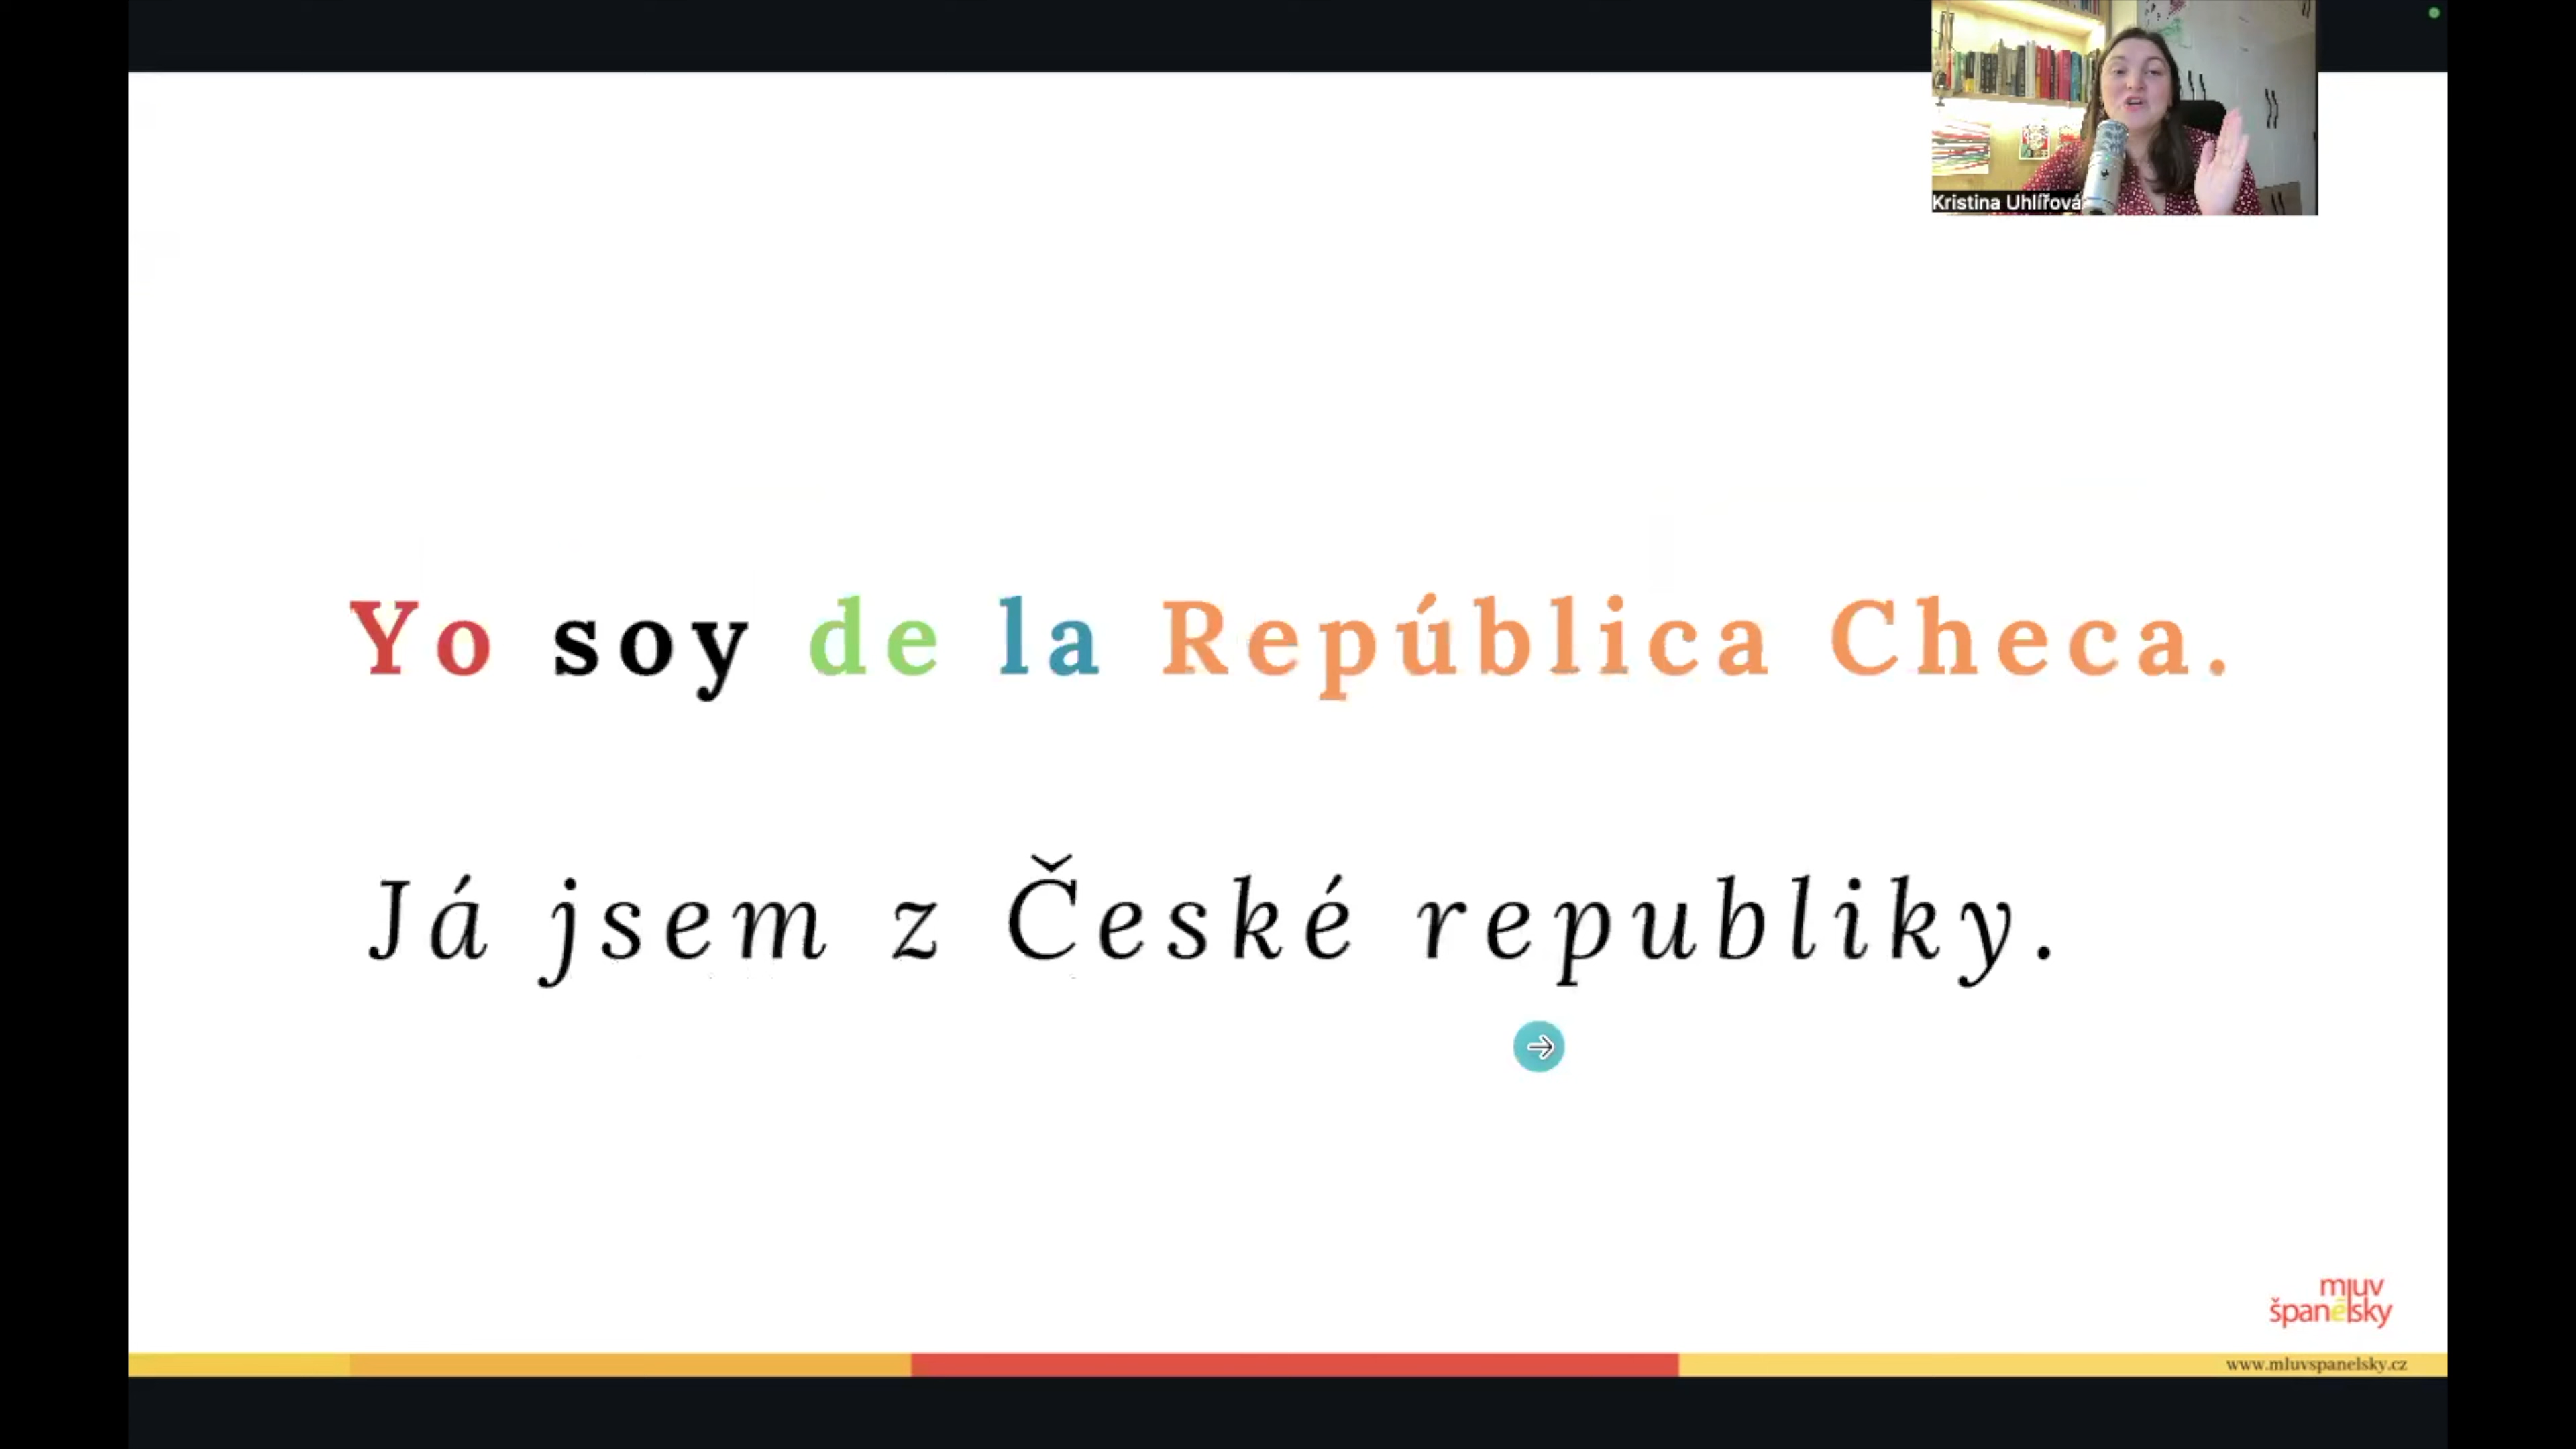 Kristina Uhlířová
Yo soy de la República Checa.
Já jsem z České republiky.
mluv
španělsky
www.mluvspanelsky.cz